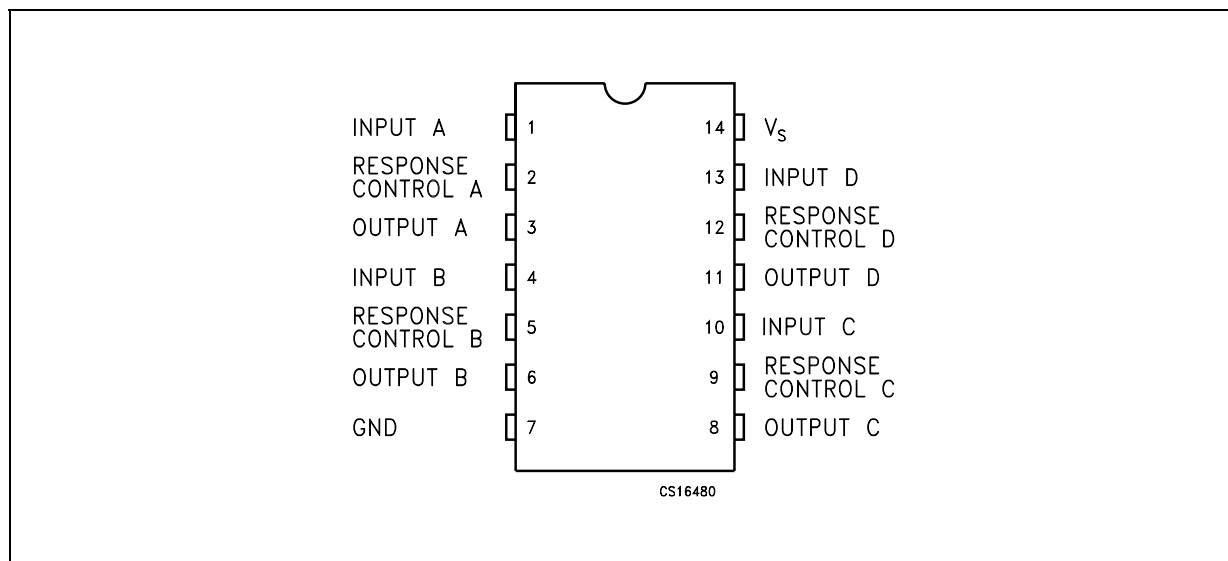 INPUT A
1
14
VS
RESPONSE
CONTROL A
2
13
INPUT D
OUTPUT A
3
12
RESPONSE
CONTROL D
INPUT B
4
11
OUTPUT D
RESPONSE
CONTROL B
5
10
INPUT C
OUTPUT B
6
9
RESPONSE
CONTROL C
GND
7
8
OUTPUT C
CS16480